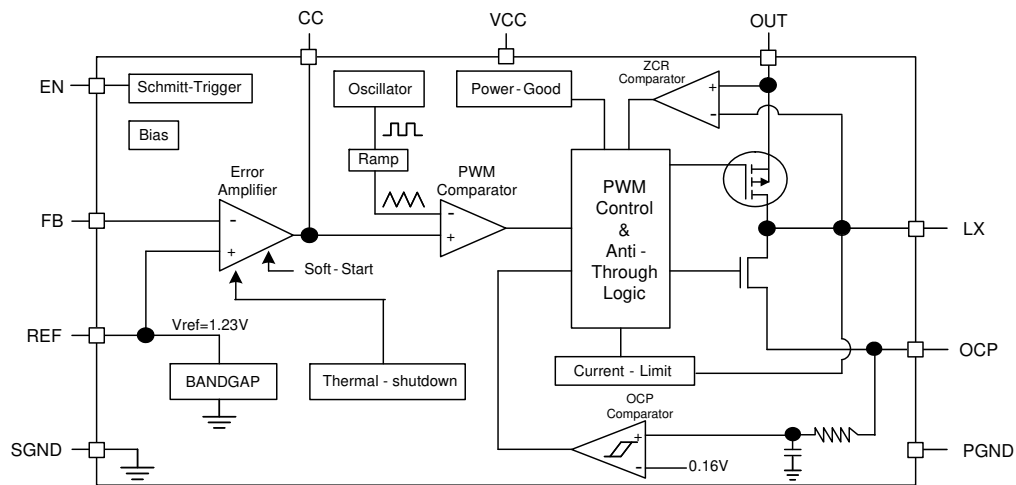 CC
VCC
OUT
EN
Schmitt-Trigger
Oscillator
Power-Good
ZCR
Comparator
+
-
Bias
Ramp
Error
Amplifier
PWM
Comparator
PWM
Control
&
Anti -
Through
Logic
FB
-
+
-
+
LX
Soft-Start
REF
Vref=1.23V
OCP
BANDGAP
Thermal - shutdown
Current - Limit
OCP
Comparator
SGND
+
-
0.16V
PGND